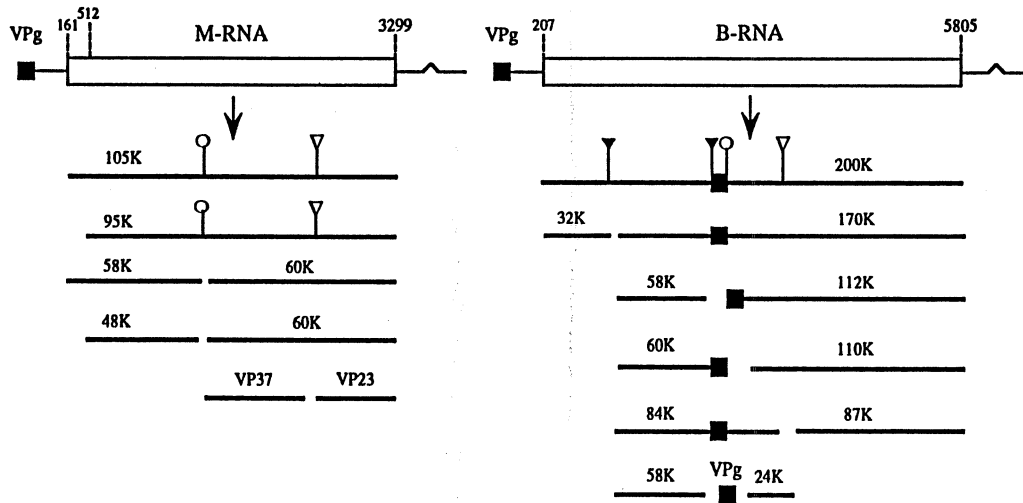 VPg 161 512 M-RNA 3299
105K
95K
58K 60K
48K 60K
VP37 VP23
VPg 207 B-RNA 5805
200K
32K 170K
58K 112K
60K 110K
84K 87K
58K VPg 24K